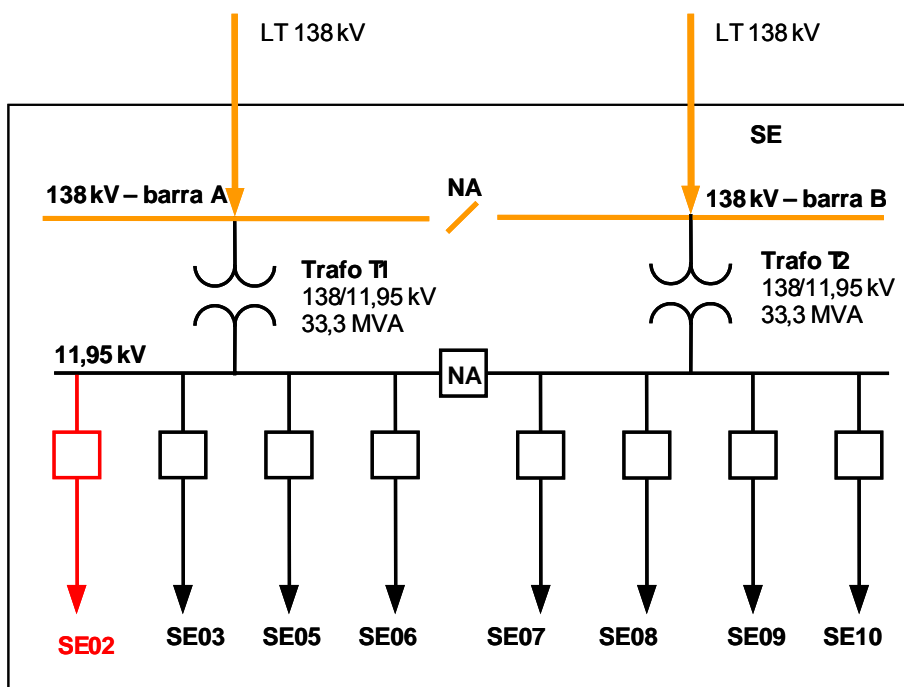 LT 138 kV
LT 138 kV
SE
138 kV – barra A
NA
138 kV – barra B
Trafo T1
138/11,95 kV
33,3 MVA
Trafo T2
138/11,95 kV
33,3 MVA
11,95 kV
NA
SE02
SE03
SE05
SE06
SE07
SE08
SE09
SE10